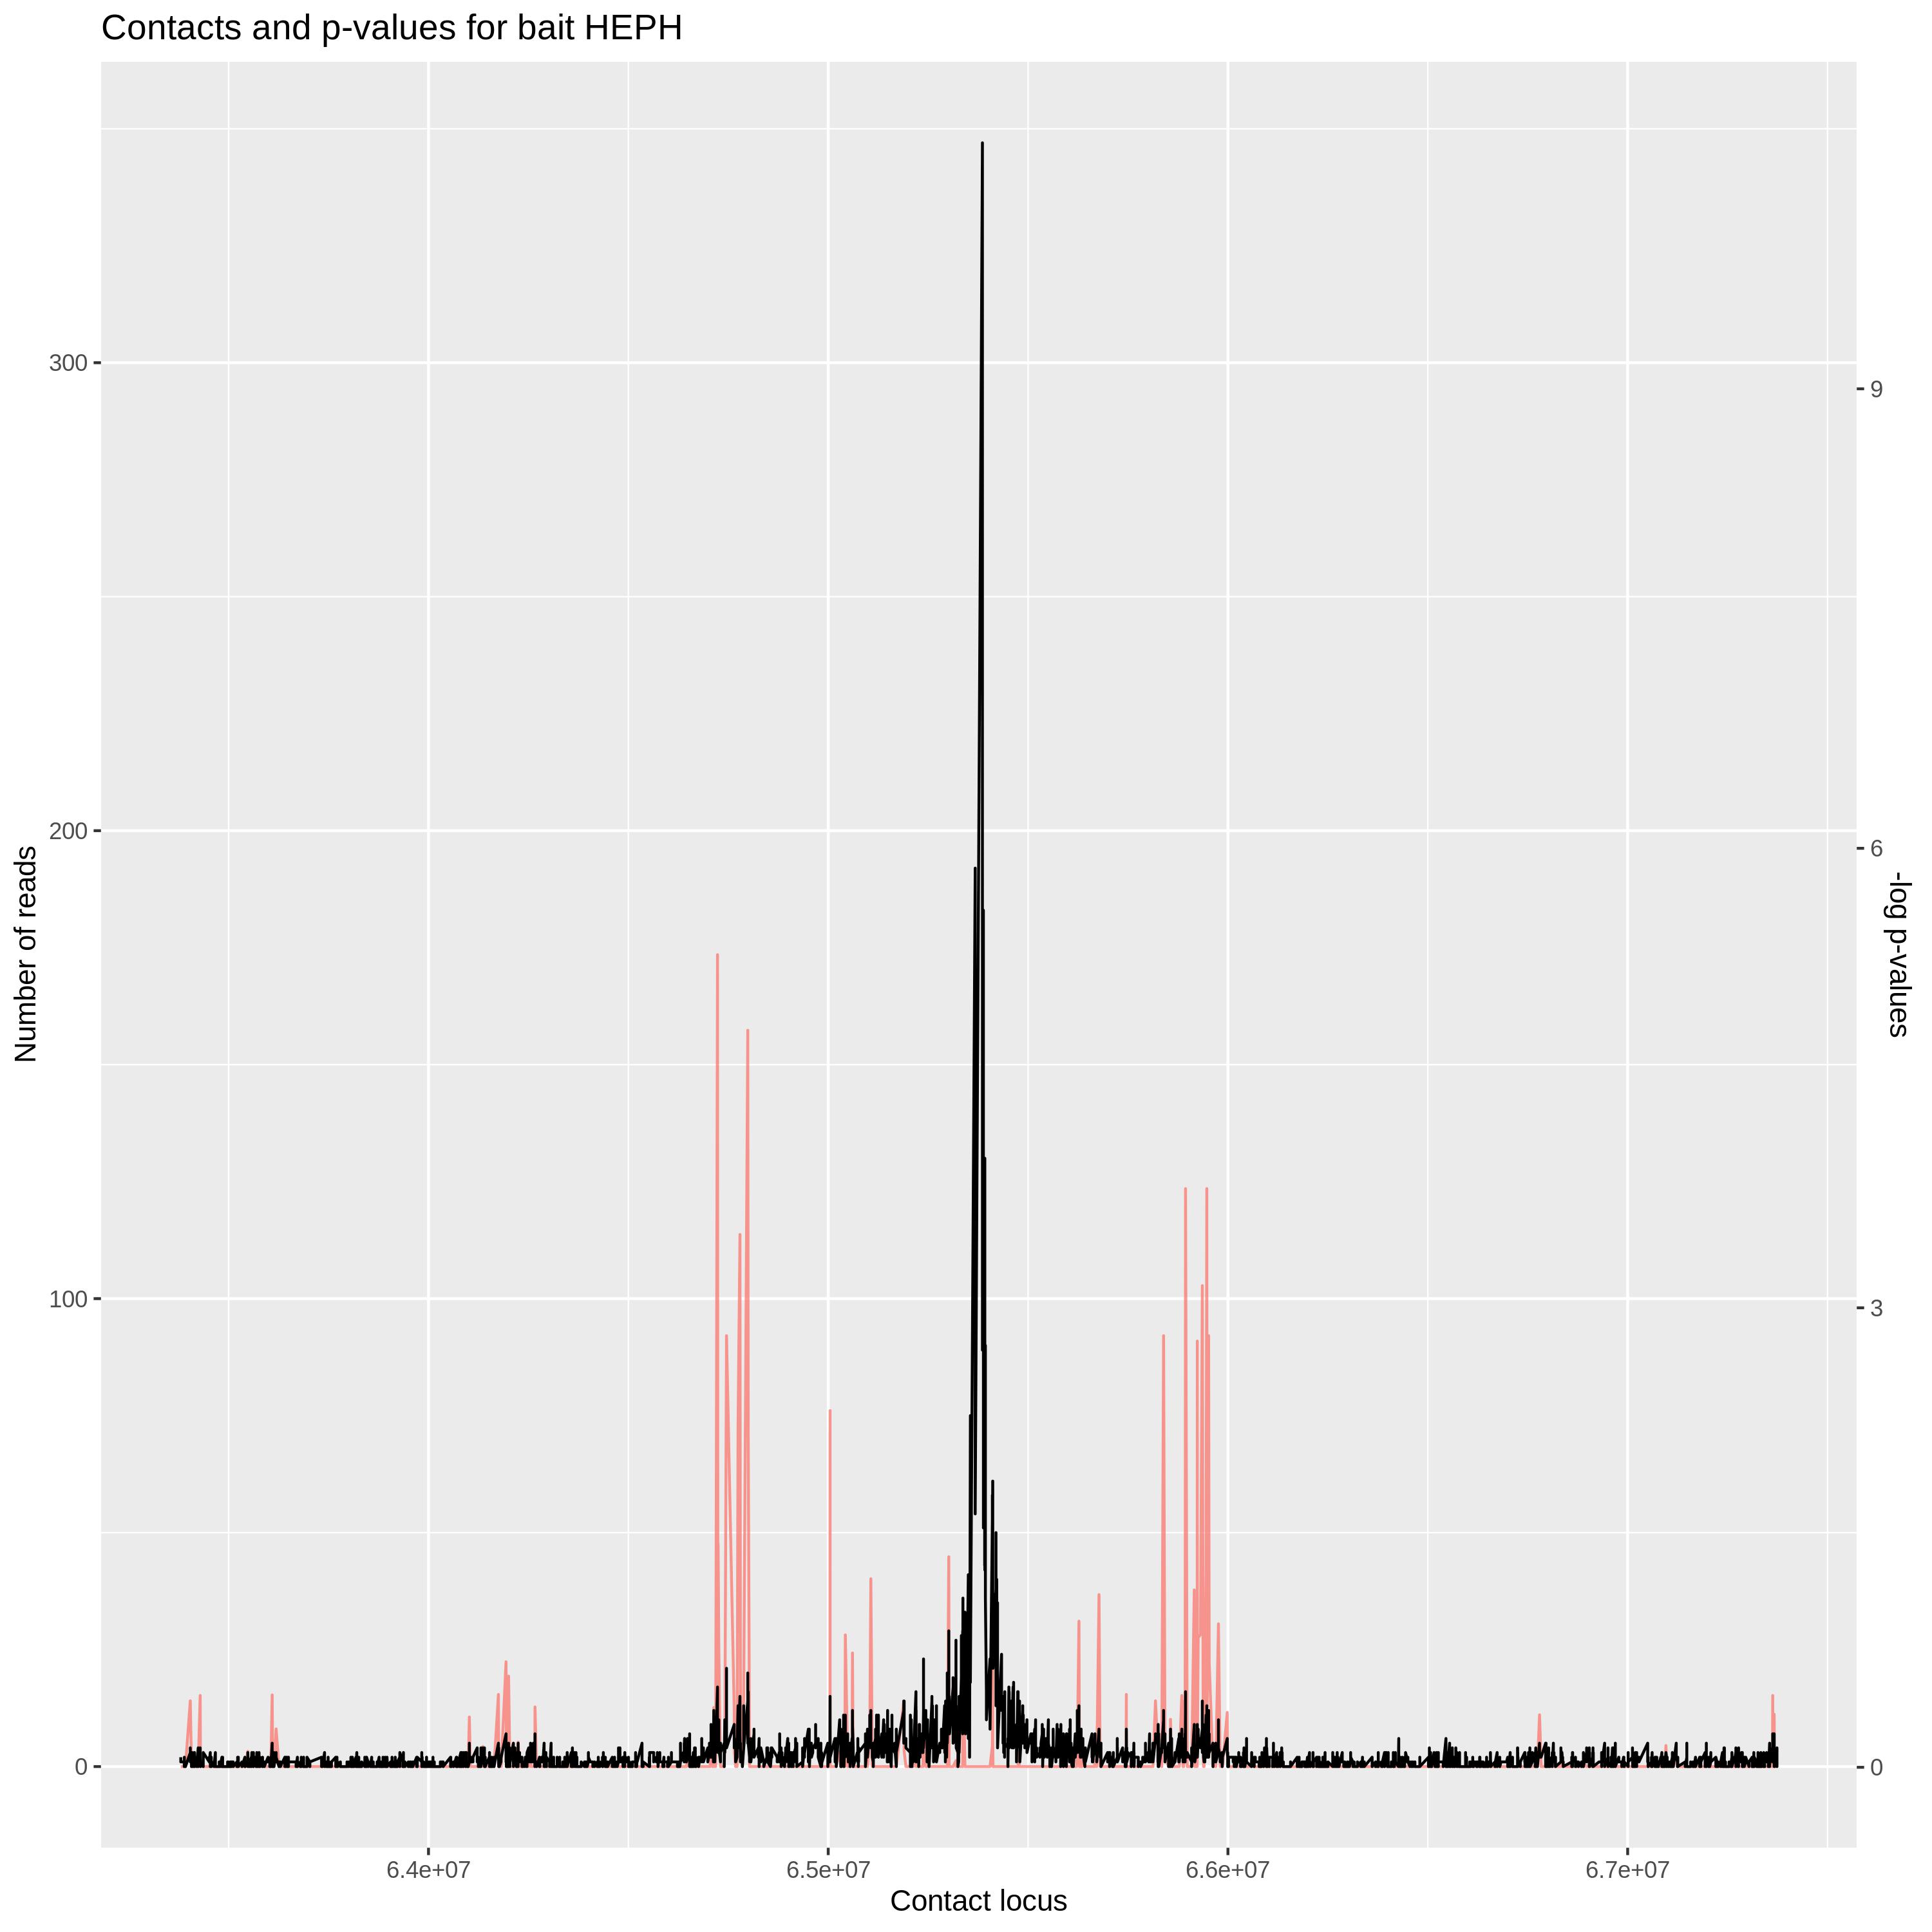 Contacts and p-values for bait HEPH
300
200
100
0
Number of reads
9
6
3
0
-log p-values
6.4e+07
6.5e+07
6.6e+07
6.7e+07
Contact locus